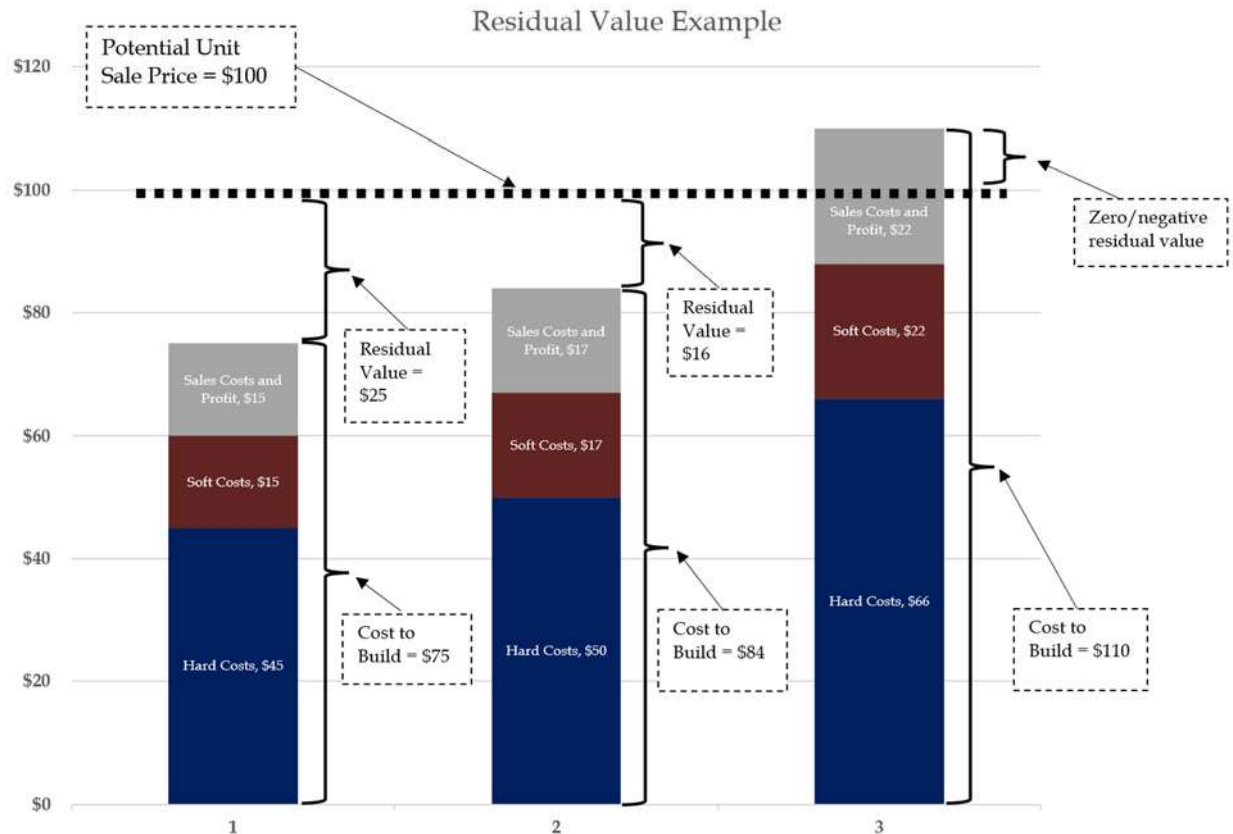 Residual Value Example
Potential Unit
Sale Price = $100
$120
$100
$80
$60
$40
$20
$0
Sales Costs and
Profit, $15
Soft Costs, $15
Hard Costs, $45
Residual
Value =
$25
Cost to
Build = $75
Sales Costs and
Profit, $17
Soft Costs, $17
Hard Costs, $50
Residual
Value =
$16
Cost to
Build = $84
Sales Costs and
Profit, $22
Soft Costs, $22
Hard Costs, $66
Zero/negative
residual value
Cost to
Build = $110
1
2
3